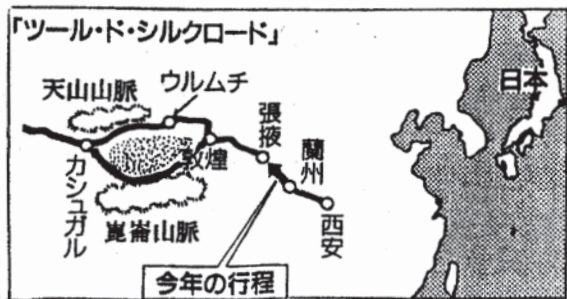 「ツール・ド・シルクロード」
日本
天山山脈
ウルムチ
張掖
敦煌
蘭州
カシュガル
崑崙山脈
西安
今年の行程